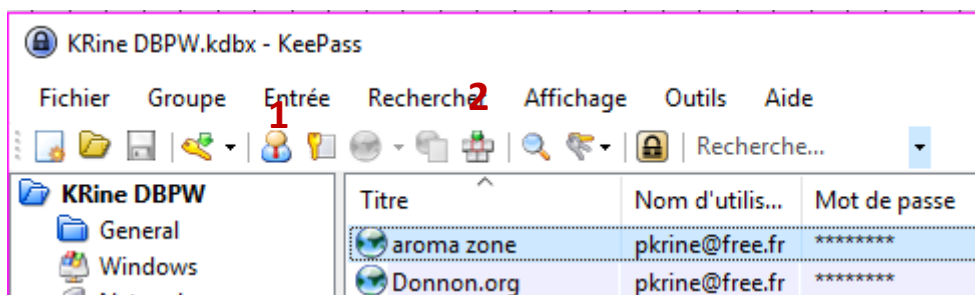 KRine DBPW.kdbx - KeePass
Fichier Groupe Entrée Rechercher Affichage Outils Aide
1 2
Recherche...
KRine DBPW Titre Nom d'utilis... Mot de passe
General aroma zone pkrine@free.fr ********
Windows Donnon.org pkrine@free.fr ********